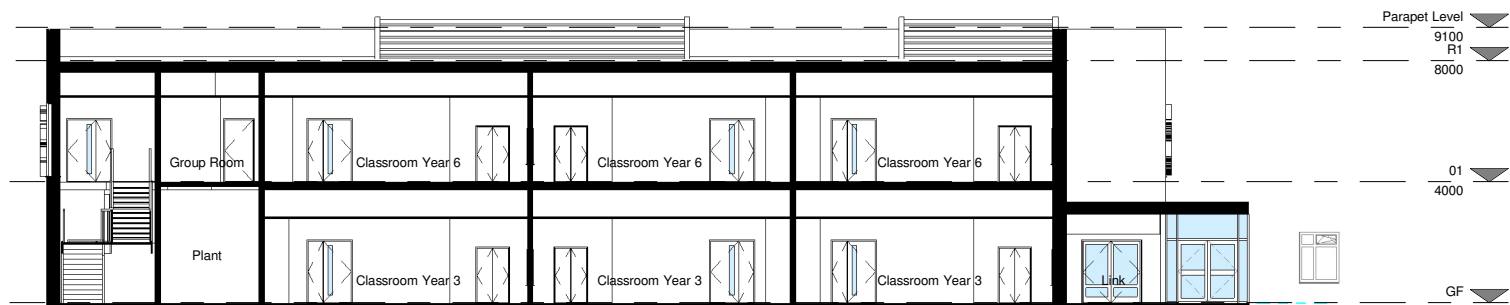 Parapet Level
9100
R1
8000
Group Room
Classroom Year 6
Classroom Year 6
Classroom Year 6
01
4000
Plant
Classroom Year 3
Classroom Year 3
Classroom Year 3
Link
GF